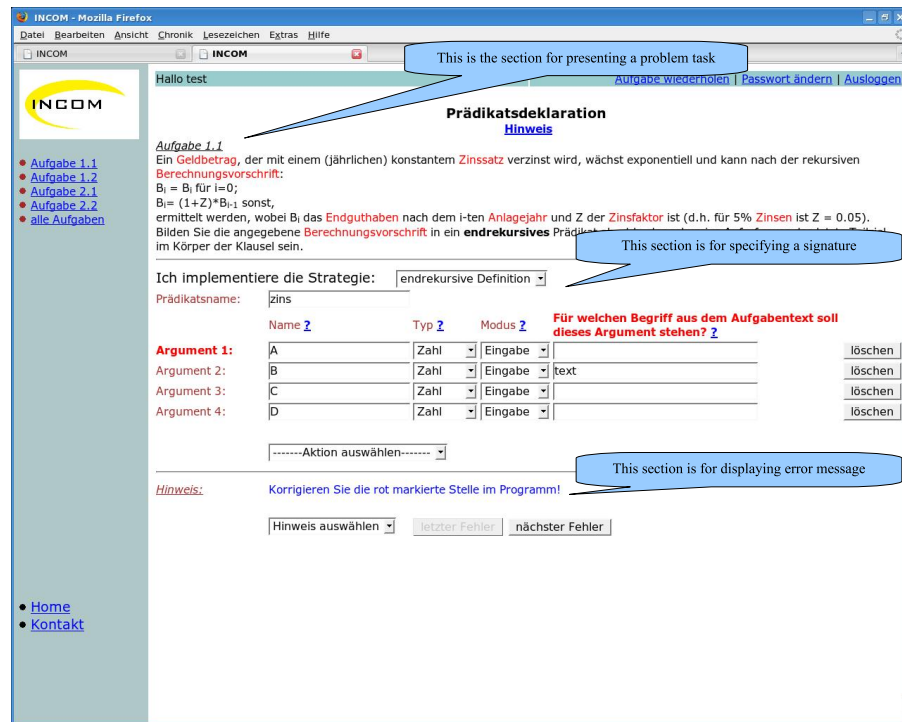 INCOM - Mozilla Firefox
Datei Bearbeiten Ansicht Chronik Lesezeichen Extras Hilfe
INCOM INCOM
This is the section for presenting a problem task
Hallo test Aufgabe wiederholen | Passwort ändern | Ausloggen
INCOM
Prädikatsdeklaration
Hinweis
Aufgabe 1.1
Aufgabe 1.2
Aufgabe 2.1
Aufgabe 2.2
alle Aufgaben
Home
Kontakt
Aufgabe 1.1
Ein Geldbetrag, der mit einem (jährlichen) konstantem Zinssatz verzinst wird, wächst exponentiell und kann nach der rekursiven
Berechnungsvorschrift:
Bi = Bi für i=0;
Bi= (1+Z)*Bi-1 sonst,
ermittelt werden, wobei Bi das Endguthaben nach dem i-ten Anlagejahr und Z der Zinsfaktor ist (d.h. für 5% Zinsen ist Z = 0.05).
Bilden Sie die angegebene Berechnungsvorschrift in ein endrekursives
im Körper der Klausel sein.
This section is for specifying a signature
Ich implementiere die Strategie: endrekursive Definition
Prädikatsname: zins
Name ? Typ ? Modus ? Für welchen Begriff aus dem Aufgabentext soll
dieses Argument stehen? ?
Argument 1: A Zahl Eingabe löschen
Argument 2: B Zahl Eingabe text löschen
Argument 3: C Zahl Eingabe löschen
Argument 4: D Zahl Eingabe löschen
-------Aktion auswählen-------
This section is for displaying error message
Hinweis: Korrigieren Sie die rot markierte Stelle im Programm!
Hinweis auswählen letzter Fehler nächster Fehler